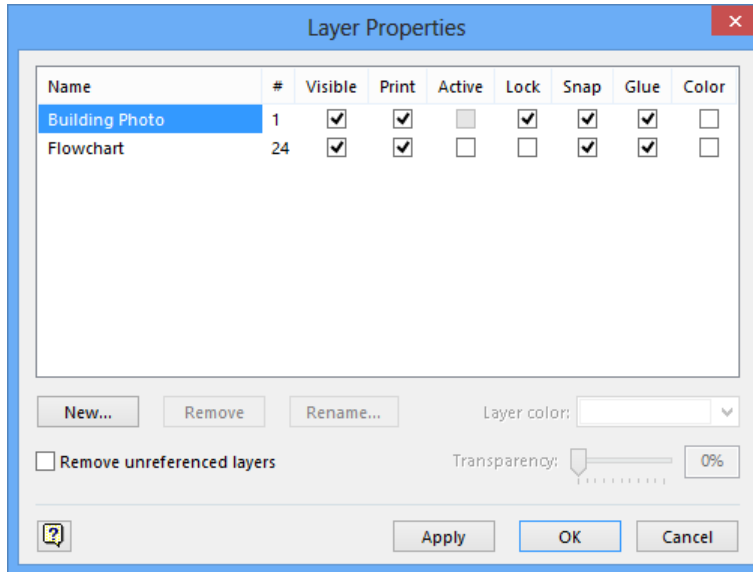 Layer Properties
Name # Visible Print Active Lock Snap Glue Color
Building Photo 1
Flowchart 24
New... Remove Rename... Layer color:
Remove unreferenced layers Transparency: 0%
Apply OK Cancel